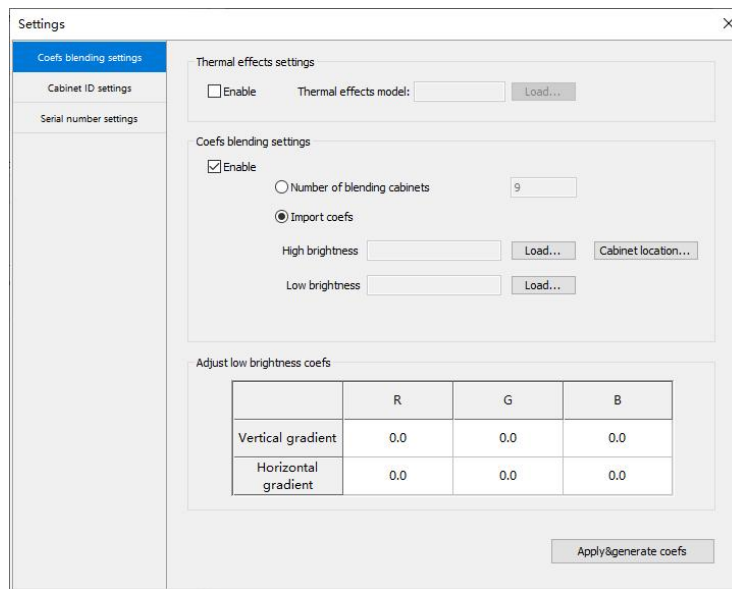 Settings
Coefs blending settings
Cabinet ID settings
Serial number settings
Thermal effects settings
Enable Thermal effects model: Load...
Coefs blending settings
Enable
Number of blending cabinets 9
Import coefs
High brightness Load... Cabinet location...
Low brightness Load...
Adjust low brightness coefs
R G B
Vertical gradient 0.0 0.0 0.0
Horizontal
gradient 0.0 0.0 0.0
Apply&generate coefs